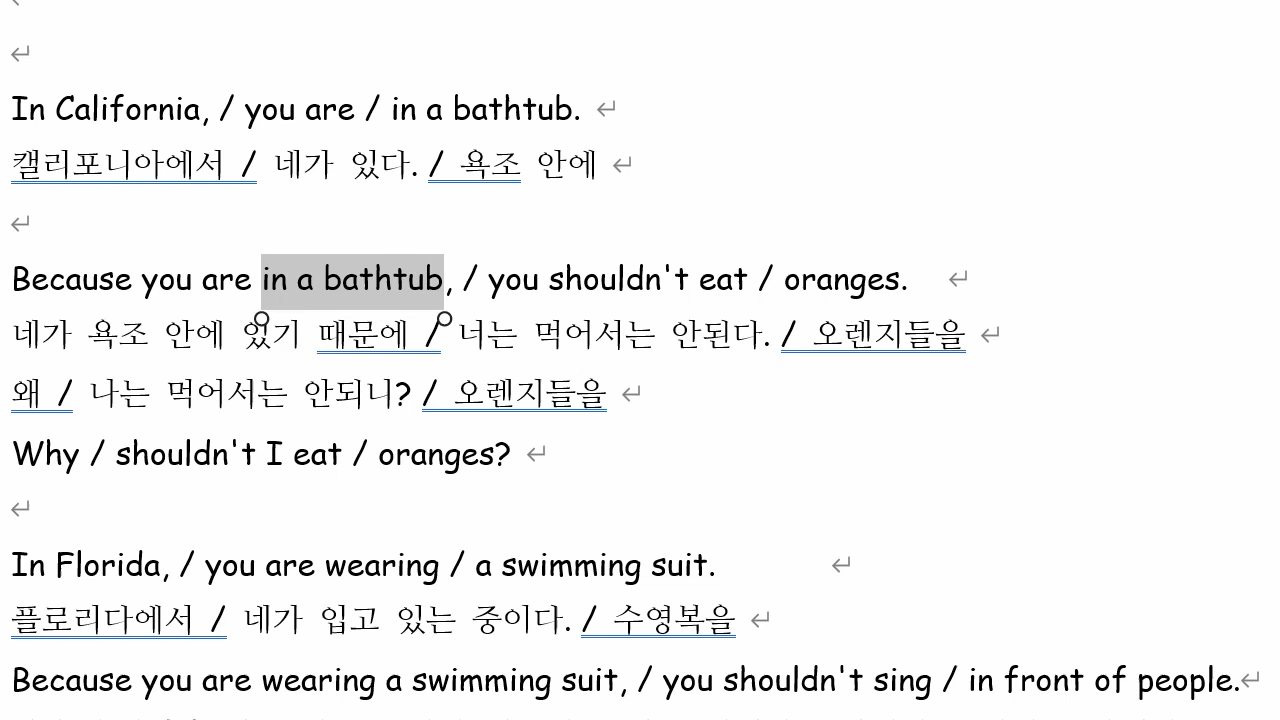 In California, / you are / in a bathtub.
캘리포니아에서 / 네가 있다. / 욕조 안에
Because you are in a bathtub, / you shouldn't eat / oranges.
네가 욕조 안에 있기 때문에 / 너는 먹어서는 안된다. / 오렌지들을
왜 / 나는 먹어서는 안되니? / 오렌지들을
Why / shouldn't I eat / oranges?
In Florida, / you are wearing / a swimming suit.
플로리다에서 / 네가 입고 있는 중이다. / 수영복을
Because you are wearing a swimming suit, / you shouldn't sing / in front of people.